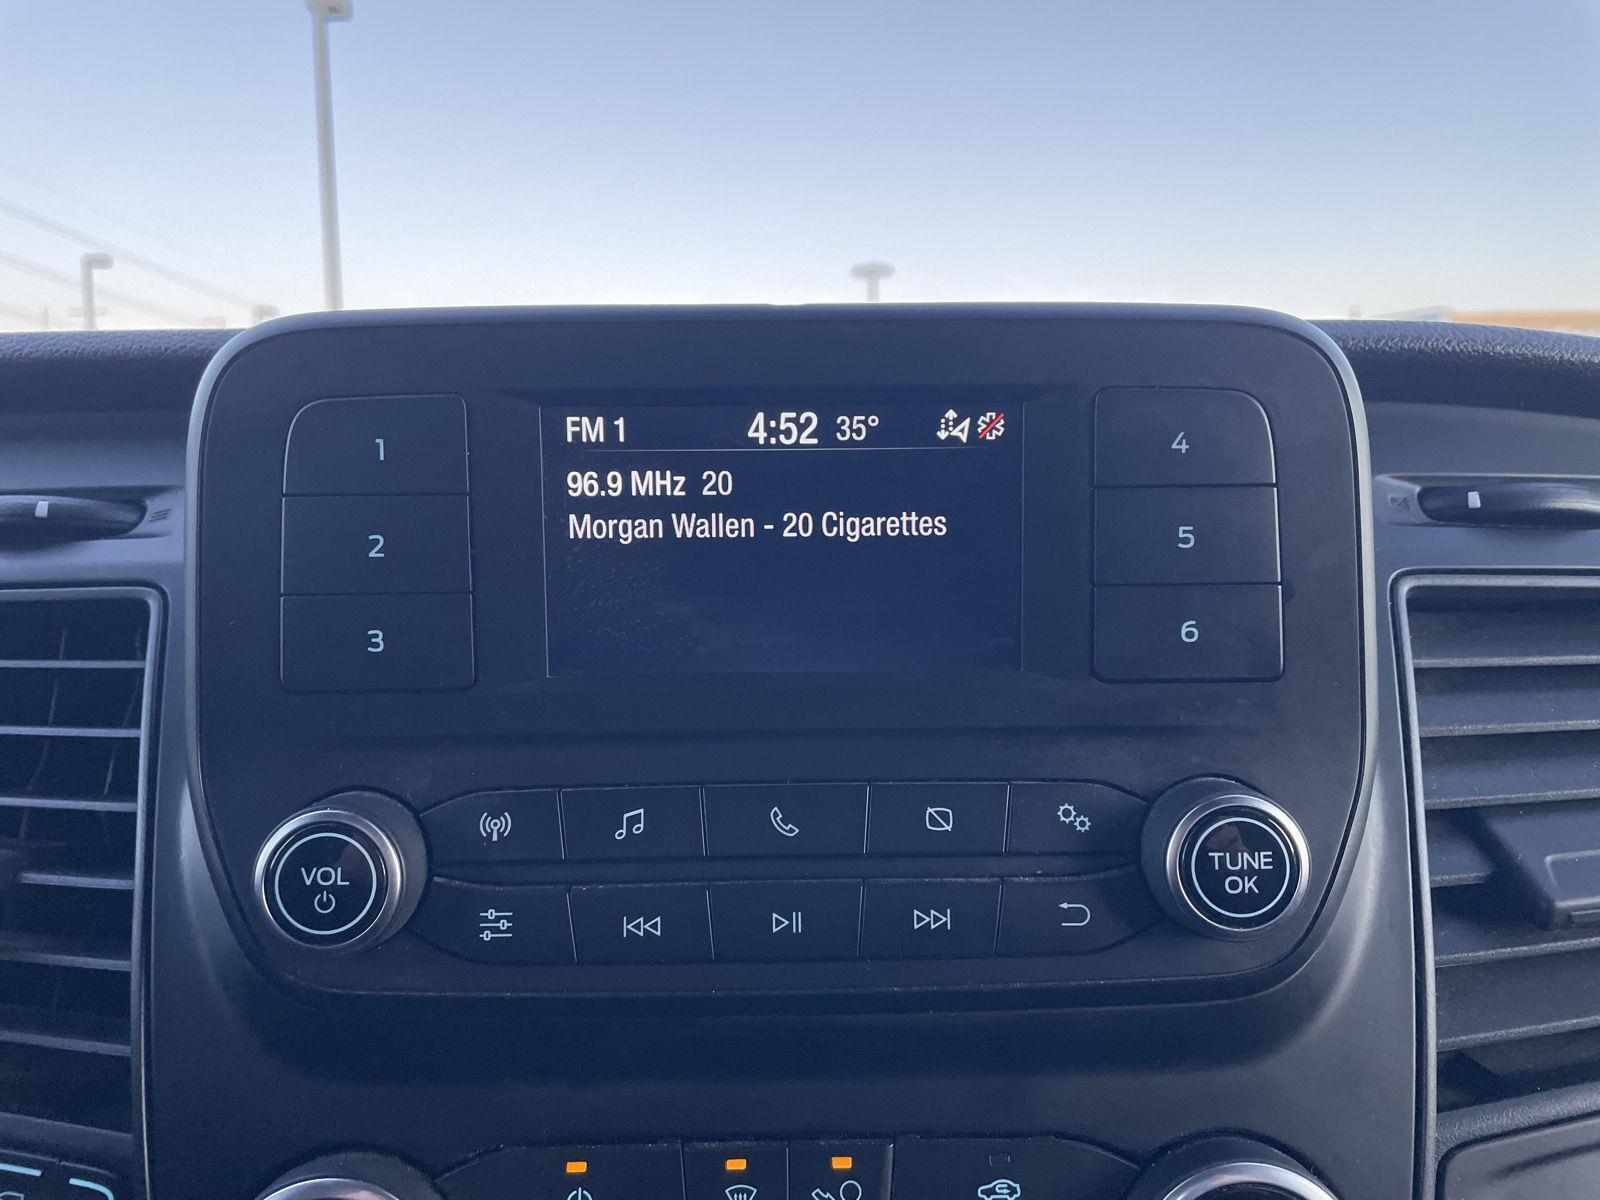 FM 1 4:52 35°
96.9 MHz 20
Morgan Wallen - 20 Cigarettes
1
2
3
4
5
6
VOL
TUNE
OK